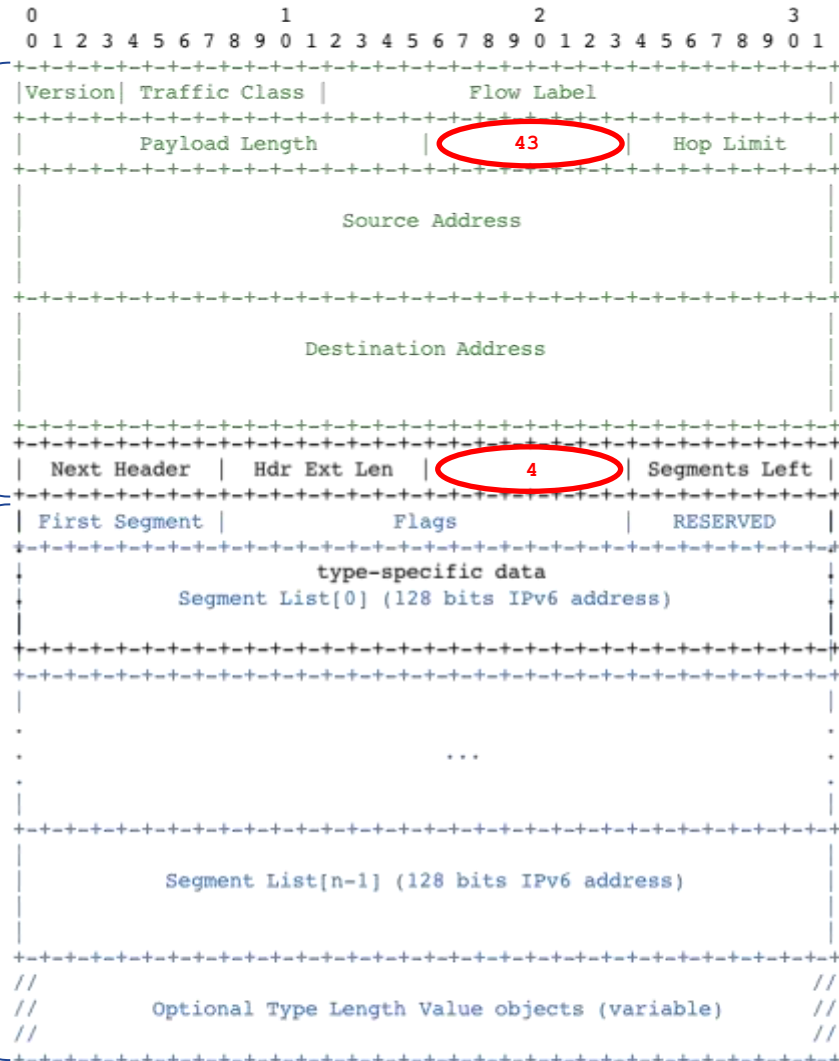 0 1 2 3
0 1 2 3 4 5 6 7 8 9 0 1 2 3 4 5 6 7 8 9 0 1 2 3 4 5 6 7 8 9 0 1
+-+-+-+-+-+-+-+-+-+-+-+-+-+-+-+-+-+-+-+-+-+-+-+-+-+-+-+-+-+-+-+-+
|Version| Traffic Class | Flow Label |
+-+-+-+-+-+-+-+-+-+-+-+-+-+-+-+-+-+-+-+-+-+-+-+-+-+-+-+-+-+-+-+-+
| Payload Length | 43 | Hop Limit |
+-+-+-+-+-+-+-+-+-+-+-+-+-+-+-+-+-+-+-+-+-+-+-+-+-+-+-+-+-+-+-+-+
| |
| Source Address |
| |
| |
+-+-+-+-+-+-+-+-+-+-+-+-+-+-+-+-+-+-+-+-+-+-+-+-+-+-+-+-+-+-+-+-+
| |
| Destination Address |
| |
| |
+-+-+-+-+-+-+-+-+-+-+-+-+-+-+-+-+-+-+-+-+-+-+-+-+-+-+-+-+-+-+-+-+
+-+-+-+-+-+-+-+-+-+-+-+-+-+-+-+-+-+-+-+-+-+-+-+-+-+-+-+-+-+-+-+-+
| Next Header | Hdr Ext Len | 4 | Segments Left |
+-+-+-+-+-+-+-+-+-+-+-+-+-+-+-+-+-+-+-+-+-+-+-+-+-+-+-+-+-+-+-+-+
| First Segment | Flags | RESERVED |
+-+-+-+-+-+-+-+-+-+-+-+-+-+-+-+-+-+-+-+-+-+-+-+-+-+-+-+-+-+-+-+-+
type-specific data
Segment List[0] (128 bits IPv6 address)
| |
+-+-+-+-+-+-+-+-+-+-+-+-+-+-+-+-+-+-+-+-+-+-+-+-+-+-+-+-+-+-+-+-+
+-+-+-+-+-+-+-+-+-+-+-+-+-+-+-+-+-+-+-+-+-+-+-+-+-+-+-+-+-+-+-+-+
| |
. .
. ... .
. .
| |
+-+-+-+-+-+-+-+-+-+-+-+-+-+-+-+-+-+-+-+-+-+-+-+-+-+-+-+-+-+-+-+-+
| |
| Segment List[n-1] (128 bits IPv6 address) |
| |
| |
+-+-+-+-+-+-+-+-+-+-+-+-+-+-+-+-+-+-+-+-+-+-+-+-+-+-+-+-+-+-+-+-+
// //
// Optional Type Length Value objects (variable) //
// //
+-+-+-+-+-+-+-+-+-+-+-+-+-+-+-+-+-+-+-+-+-+-+-+-+-+-+-+-+-+-+-+-+